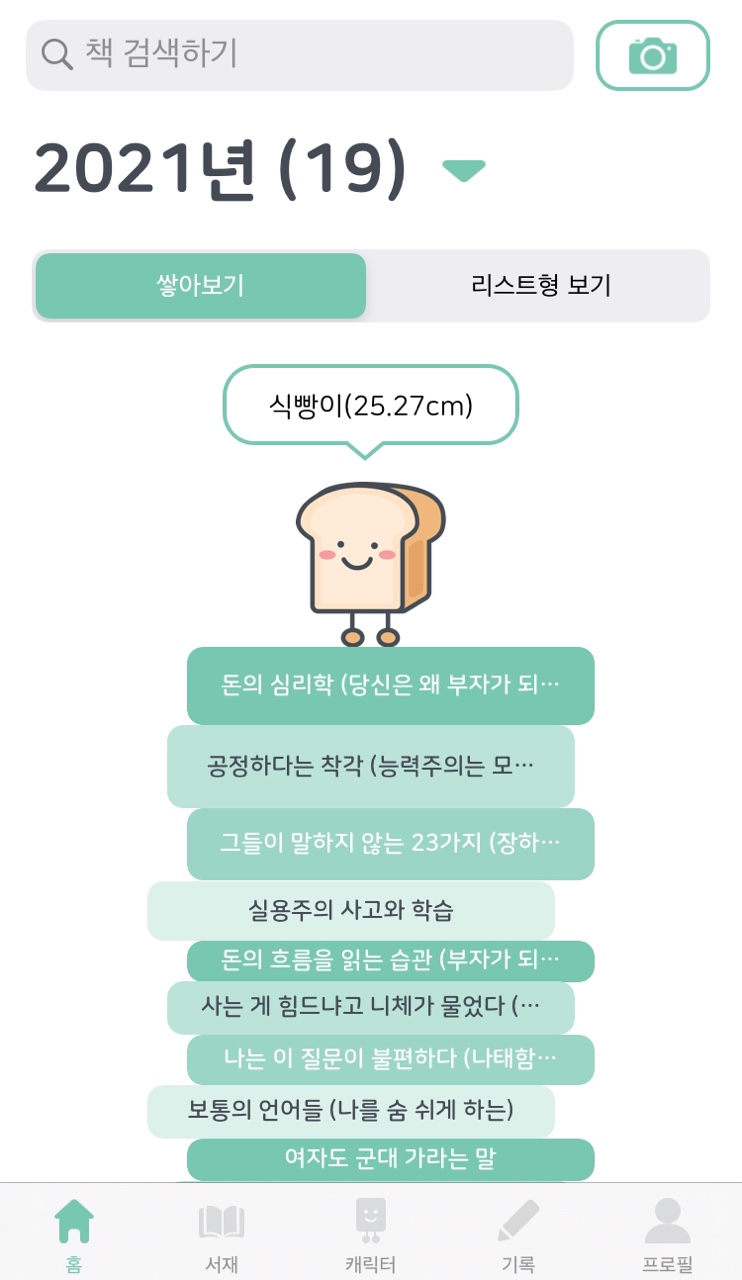 책 검색하기
2021년 (19)
쌓아보기
리스트형 보기
식빵이(25.27cm)
돈의 심리학 (당신은 왜 부자가 되…
공정하다는 착각 (능력주의는 모…
그들이 말하지 않는 23가지 (장하…
실용주의 사고와 학습
돈의 흐름을 읽는 습관 (부자가 되…
사는 게 힘드냐고 니체가 물었다 (…
나는 이 질문이 불편하다 (나태함…
보통의 언어들 (나를 숨 쉬게 하는)
여자도 군대 가라는 말
홈
서재
캐릭터
기록
프로필